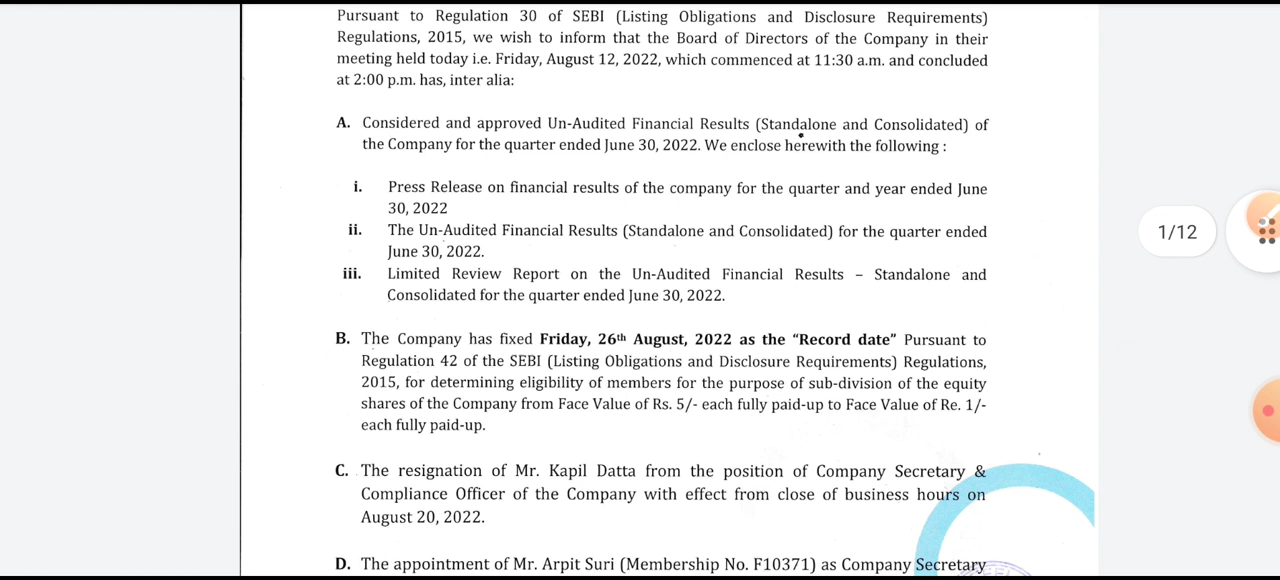 Pursuant to Regulation 30 of SEBI (Listing Obligations and Disclosure Requirements)
Regulations, 2015, we wish to inform that the Board of Directors of the Company in their
meeting held today i.e. Friday, August 12, 2022, which commenced at 11:30 a.m. and concluded
at 2:00 p.m. has, inter alia:
A. Considered and approved Un-Audited Financial Results (Standalone and Consolidated) of
the Company for the quarter ended June 30, 2022. We enclose herewith the following :
i. Press Release on financial results of the company for the quarter and year ended June
30, 2022
ii. The Un-Audited Financial Results (Standalone and Consolidated) for the quarter ended
June 30, 2022.
iii. Limited Review Report on the Un-Audited Financial Results – Standalone and
Consolidated for the quarter ended June 30, 2022.
1/12
B. The Company has fixed Friday, 26th August, 2022 as the “Record date” Pursuant to
Regulation 42 of the SEBI (Listing Obligations and Disclosure Requirements) Regulations,
2015, for determining eligibility of members for the purpose of sub-division of the equity
shares of the Company from Face Value of Rs. 5/- each fully paid-up to Face Value of Re. 1/-
each fully paid-up.
C. The resignation of Mr. Kapil Datta from the position of Company Secretary &
Compliance Officer of the Company with effect from close of business hours on
August 20, 2022.
D. The appointment of Mr. Arpit Suri (Membership No. F10371) as Company Secretary